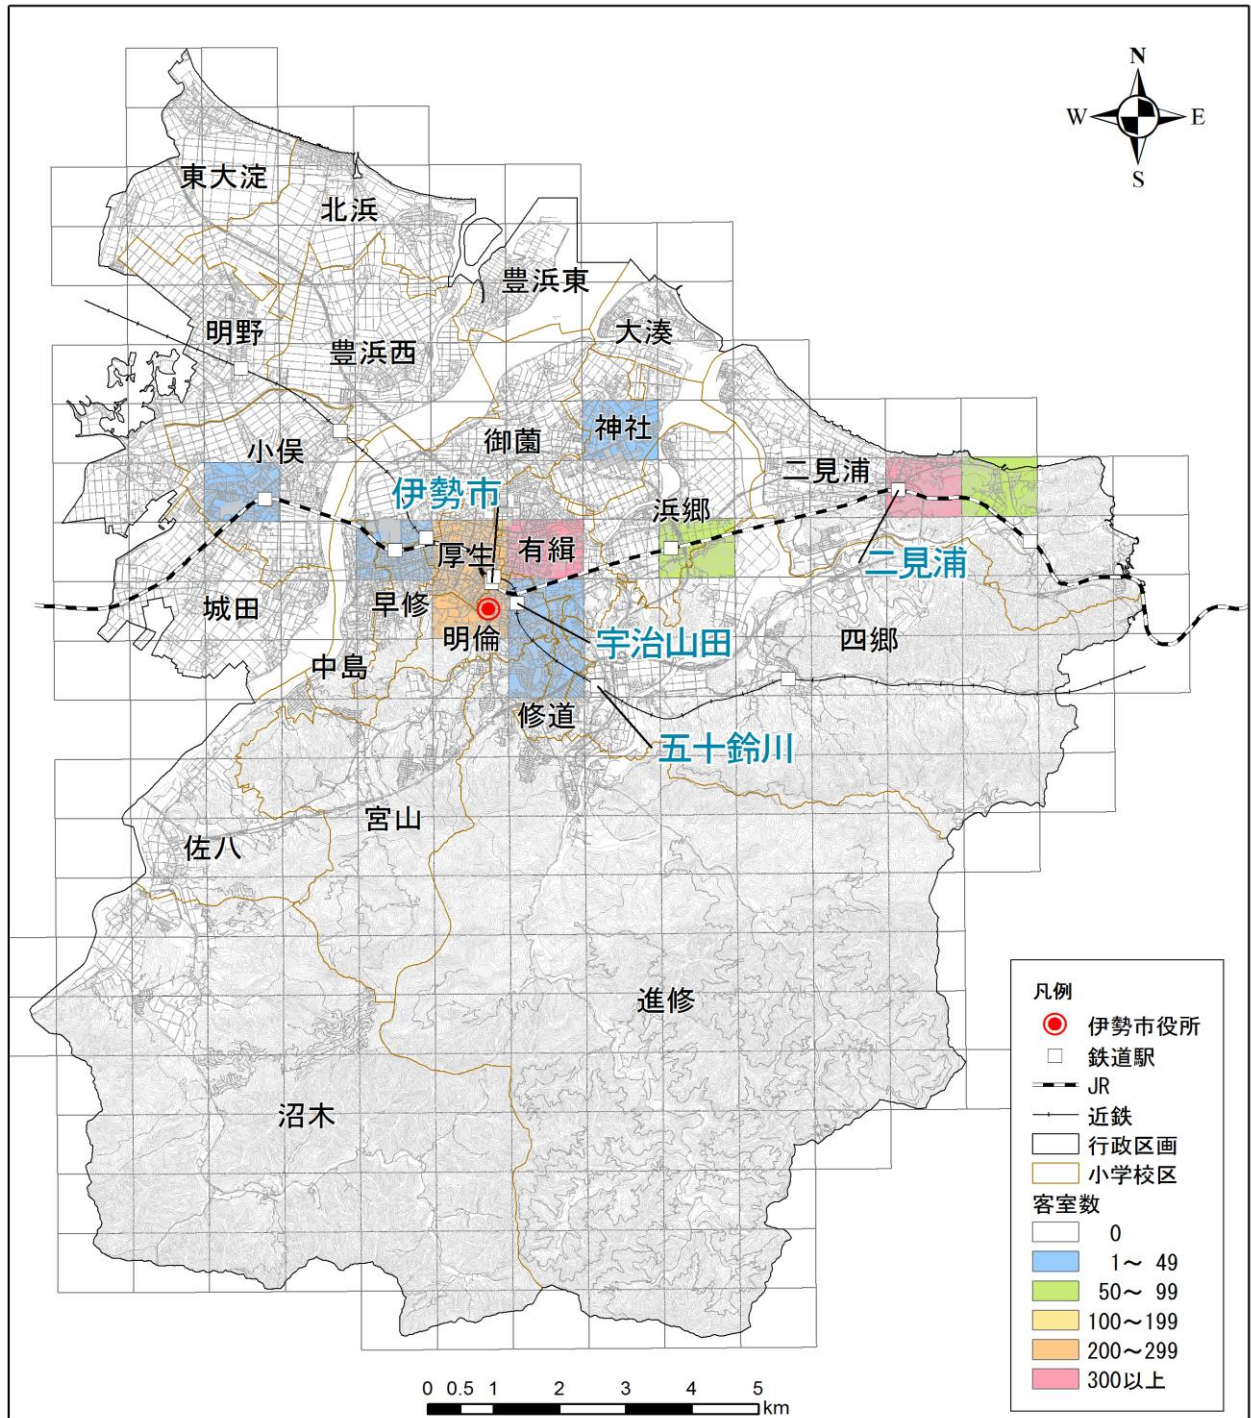 N
W
E
S
東大淀
北浜
豊浜東
明野
豊浜西
大湊
小俣
御薗
神社
二見浦
伊勢市
浜郷
厚生
有緝
二見浦
城田
早修
明倫
宇治山田
四郷
中島
修道
五十鈴川
宮山
佐八
進修
沼木
凡例
伊勢市役所
鉄道駅
JR
近鉄
行政区画
小学校区
客室数
0
1~ 49
50~ 99
100~199
200~299
300以上
0 0.5 1 2 3 4 5
km